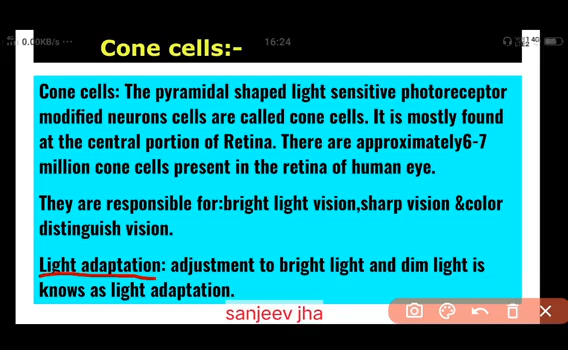 0.00KB/s ...
16:24
Cone cells:-
Cone cells: The pyramidal shaped light sensitive photoreceptor
modified neurons cells are called cone cells. It is mostly found
at the central portion of Retina. There are approximately6-7
million cone cells present in the retina of human eye.
They are responsible for:bright light vision,sharp vision &color
distinguish vision.
Light adaptation: adjustment to bright light and dim light is
knows as light adaptation.
sanjeev jha